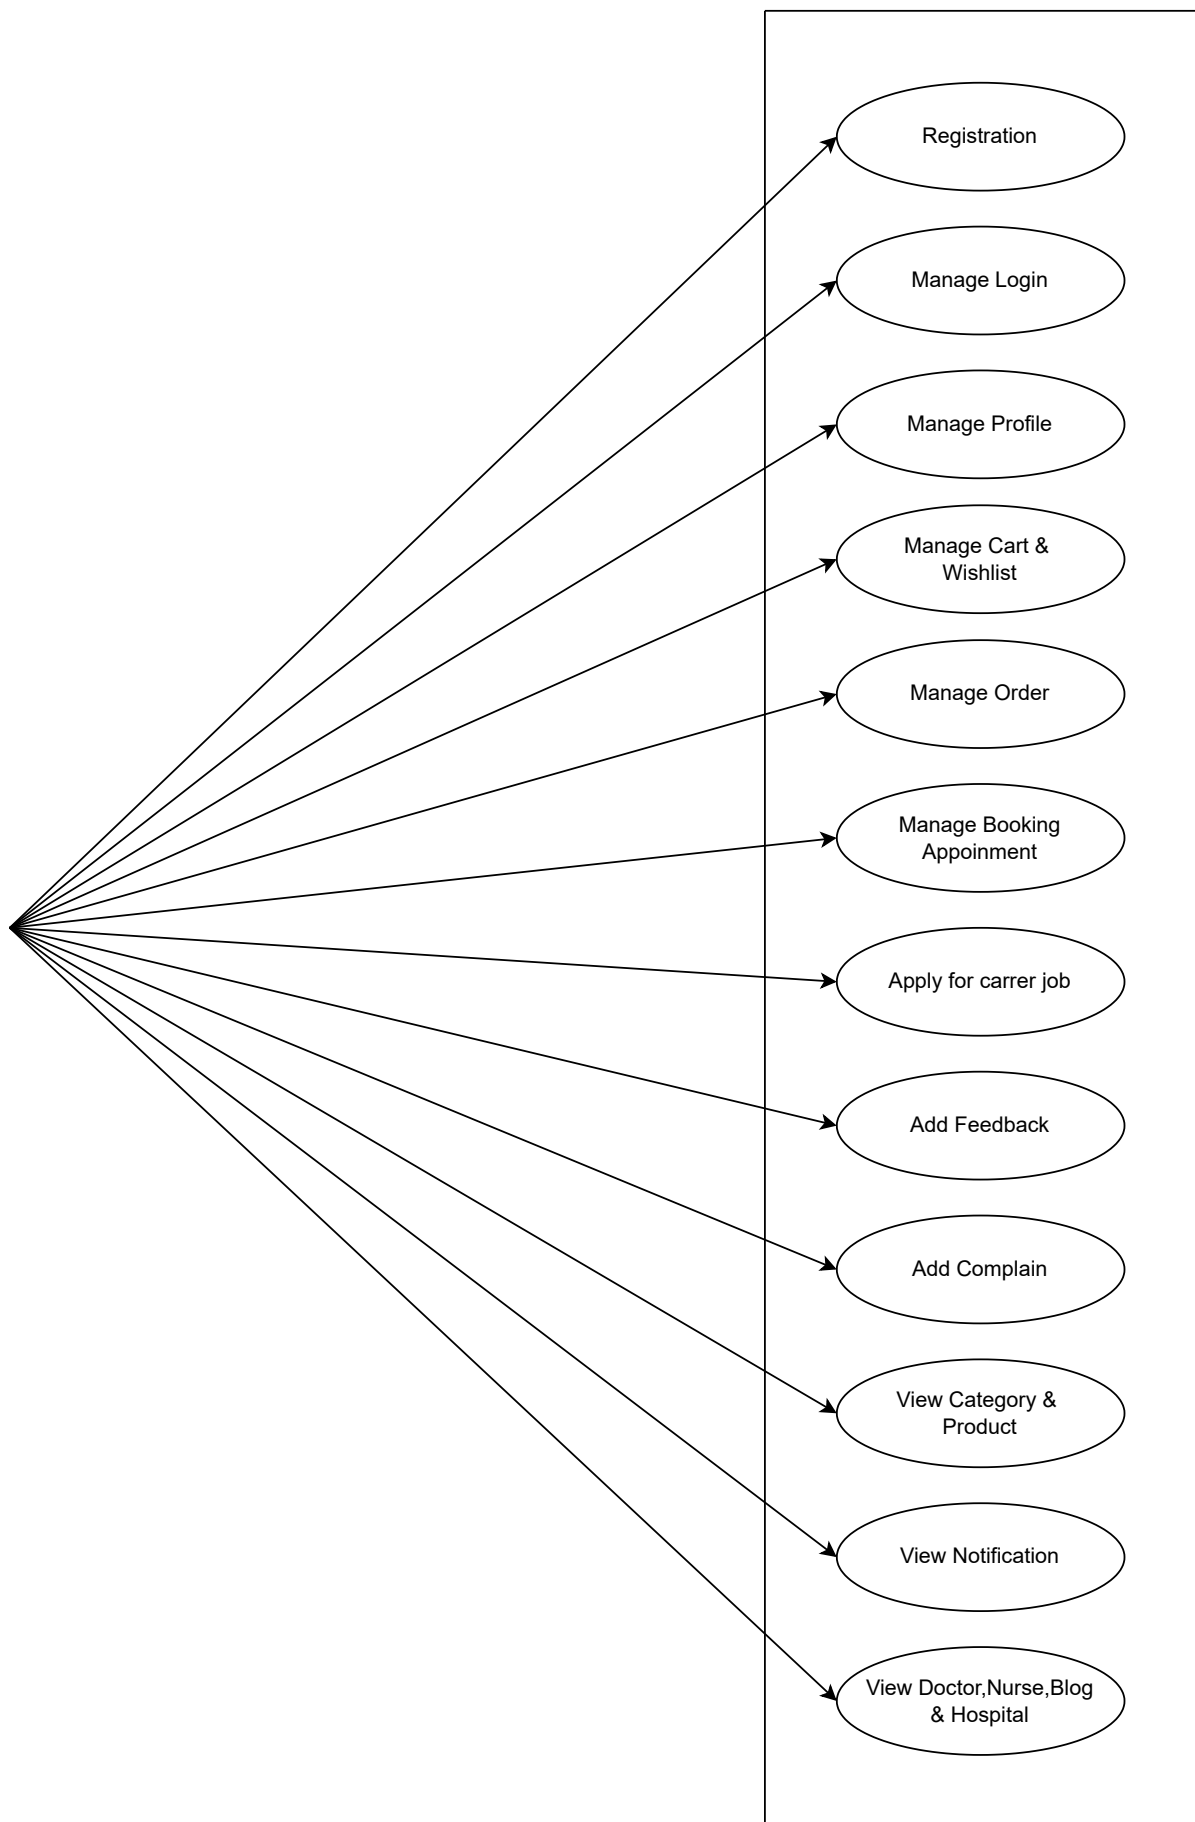 Registration
Manage Login
Manage Profile
Manage Cart &
Wishlist
Manage Order
Manage Booking
Appoinment
Apply for carrer job
Add Feedback
Add Complain
View Category &
Product
View Notification
View Doctor,Nurse,Blog
& Hospital